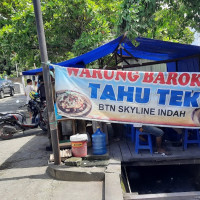 WARUNG BAROK
TAHU TEK
BTN SKYLINE INDAH